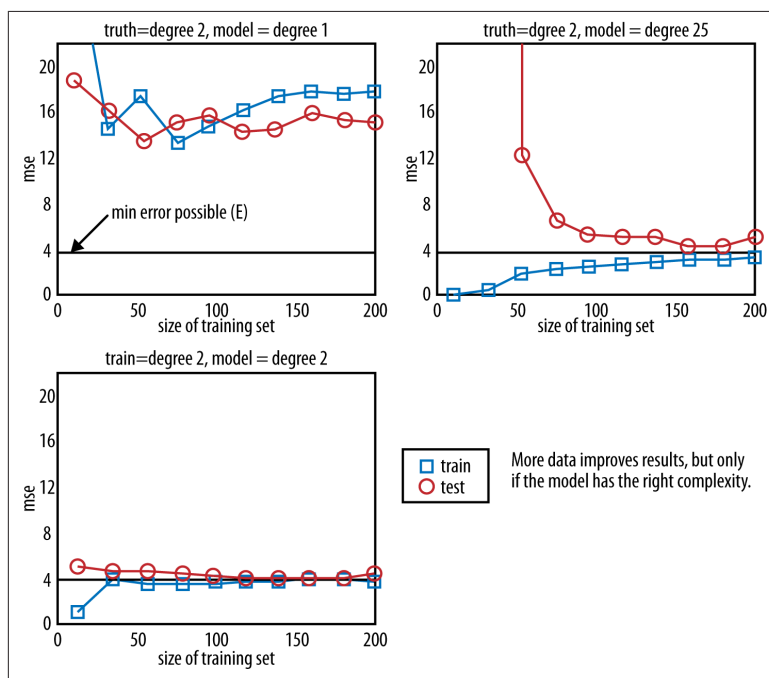 truth=degree 2, model = degree 1
20
16
12
8
4
0
mse
min error possible (E)
0
50
100
150
200
size of training set
truth=dgree 2, model = degree 25
20
16
12
8
4
0
mse
0
50
100
150
200
size of training set
train=degree 2, model = degree 2
20
16
12
8
4
0
mse
0
50
100
150
200
size of training set
train
test
More data improves results, but only
if the model has the right complexity.